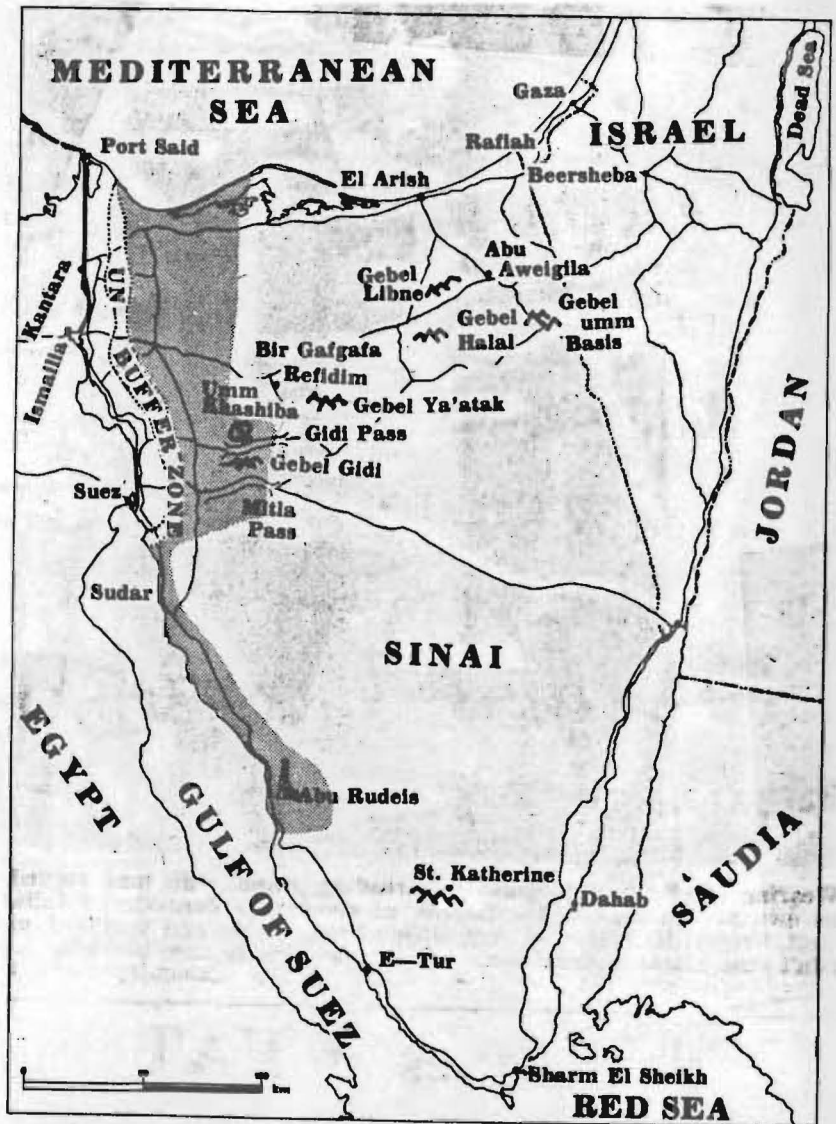 MEDITERRANEAN
SEA
Gaza
Dead Sea
ISRAEL
Rafiah
Port Said
El Arish
Beersheba
Abu
Aweigila
Gebel
Libne
UN BUFFER ZONE
Kantara
Gebel
Halal
Gebel
umm
Basis
Ismailia
Bir Gafgafa
Refidim
Umm
Khashiba
Gebel Ya'atak
Gidi Pass
Gebel Gidi
Suez
Mitla
Pass
JORDAN
Sudar
SINAI
EGYPT
GULF OF SUEZ
Abu Rudeis
St. Katherine
Dahab
SAUDIA
E—Tur
Sharm El Sheikh
RED SEA